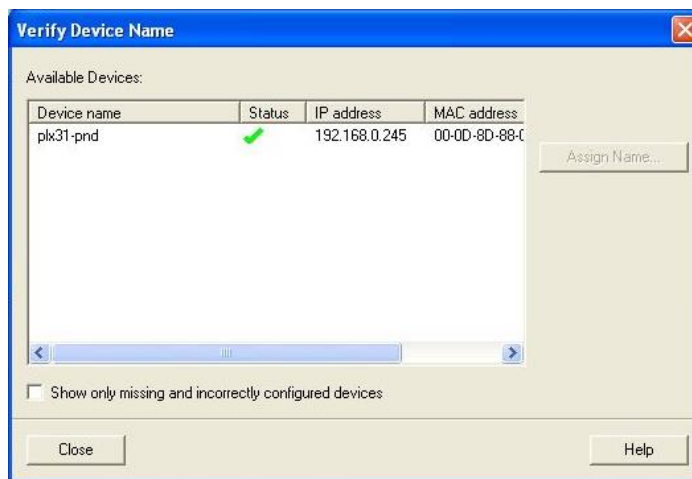 Verify Device Name
Available Devices:
Device name Status IP address MAC address
plx31-pnd 192.168.0.245 00-0D-8D-88-
Assign Name...
Show only missing and incorrectly configured devices
Close Help